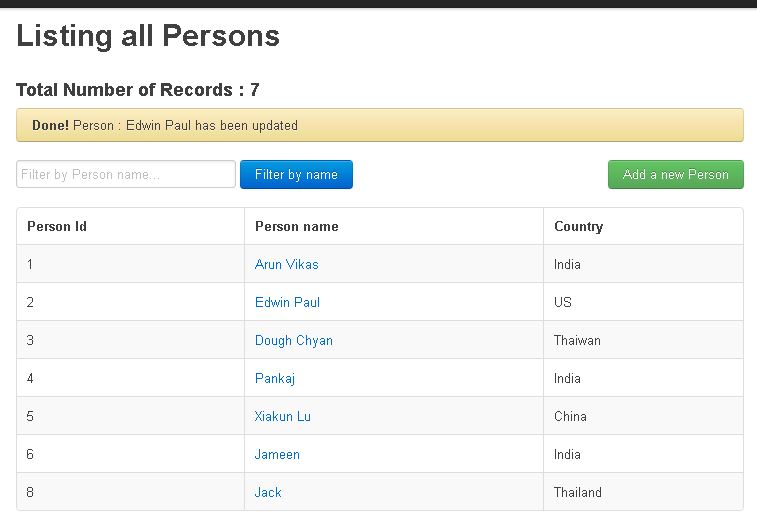 Listing all Persons
Total Number of Records : 7
Done! Person : Edwin Paul has been updated
Filter by Person name... Filter by name Add a new Person
Person Id Person name Country
1 Arun Vikas India
2 Edwin Paul US
3 Dough Chyan Thaiwan
4 Pankaj India
5 Xiakun Lu China
6 Jameen India
8 Jack Thailand